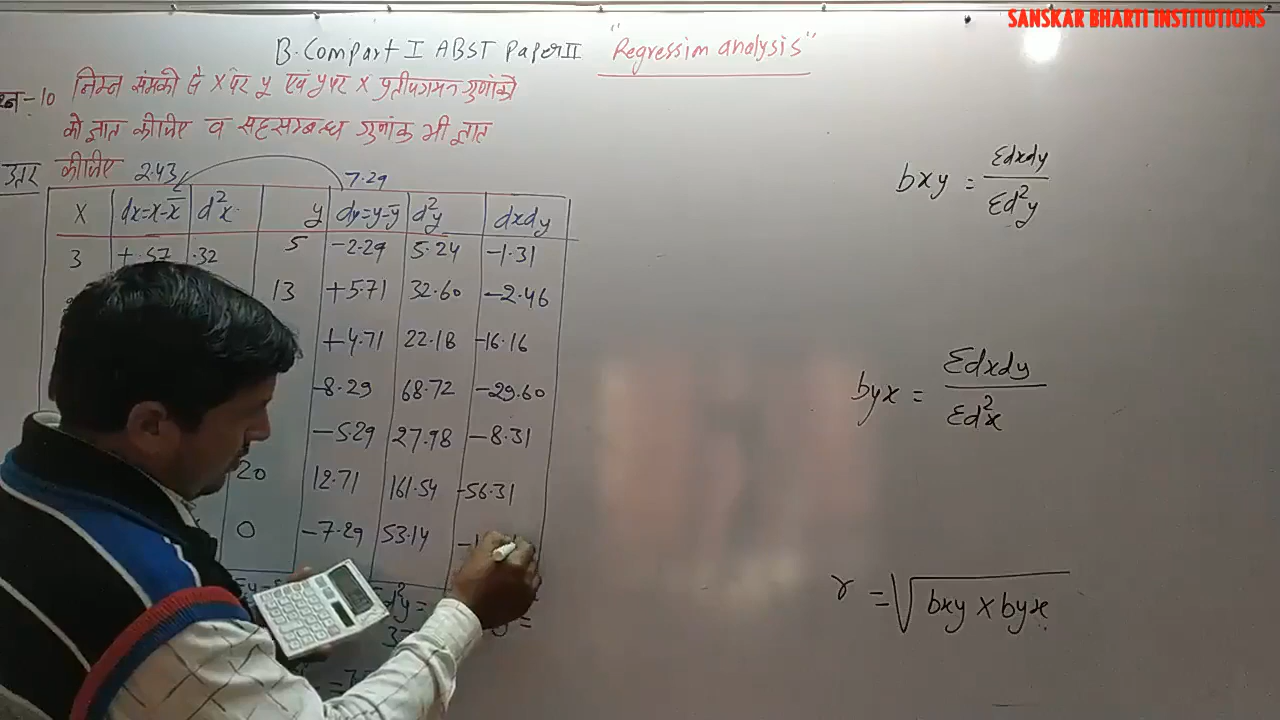 SANSKAR BHARTI INSTITUTIONS
B.Com Part I ABST Paper II "Regression analysis"
10 निम्न समंको से X पर y एवं y पर X प्रतीपगमन गुणांको
को ज्ञात कीजिए व सहसम्बन्ध गुणांक भी ज्ञात
उत्तर कीजिए 2.43 7.29
X dx=x-x̄ d²x y dy=y-ȳ d²y dxdy
3 +.57 .32 5 -2.29 5.24 -1.31
13 +5.71 32.60 -2.46
+4.71 22.18 -16.16
-8.29 68.72 -29.60
-5.29 27.98 -8.31
20 12.71 161.54 -56.31
0 -7.29 53.14
bxy = Σdxdy / Σd²y
byx = Σdxdy / Σd²x
r = √bxy X byx